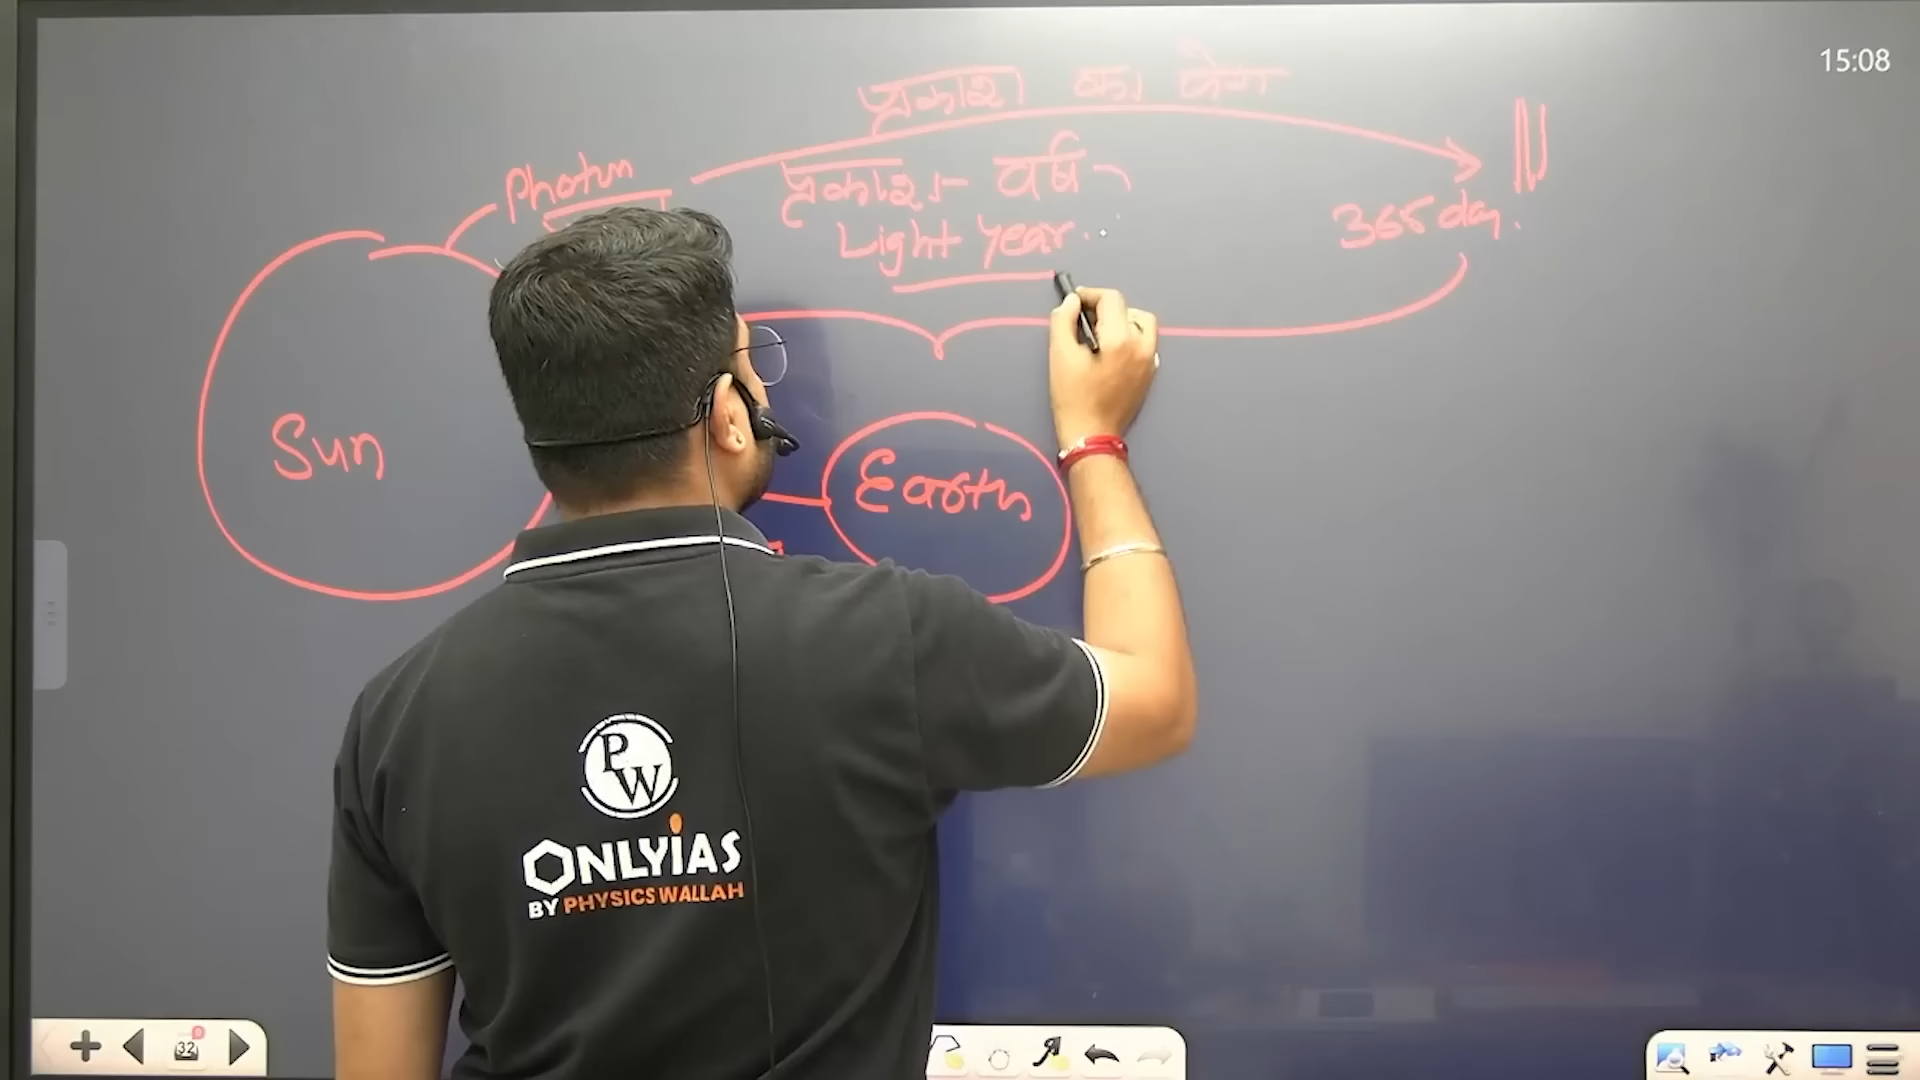 15:08
प्रकाश का वेग
Photon
प्रकाश - वर्ष
Light year
365 day.
Sun
Earth
PW
ONLYIAS
BY PHYSICS WALLAH
32